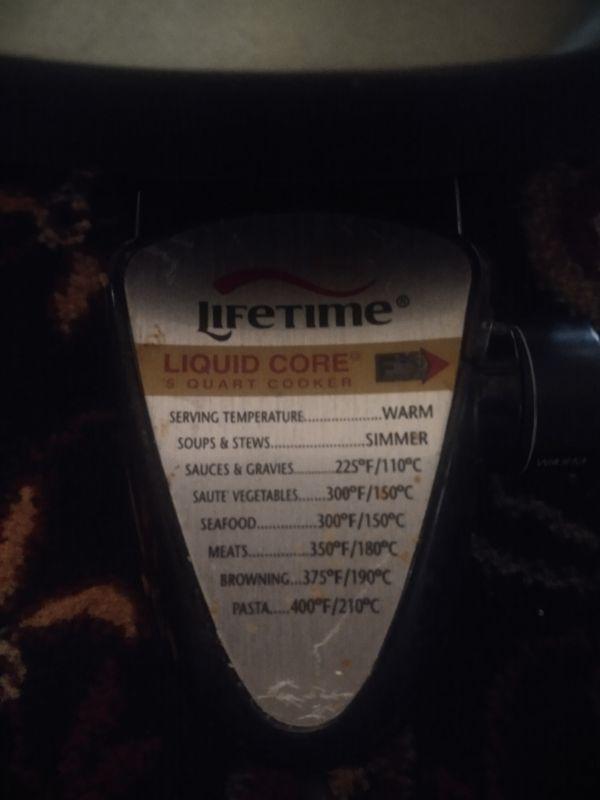 LIFETIME®
LIQUID CORE®
5 QUART COOKER
SERVING TEMPERATURE....................WARM
SOUPS & STEWS.......................SIMMER
SAUCES & GRAVIES..........225°F/110°C
SAUTE VEGETABLES.......300°F/150°C
SEAFOOD...............300°F/150°C
MEATS...............350°F/180°C
BROWNING...375°F/190°C
PASTA.....400°F/210°C